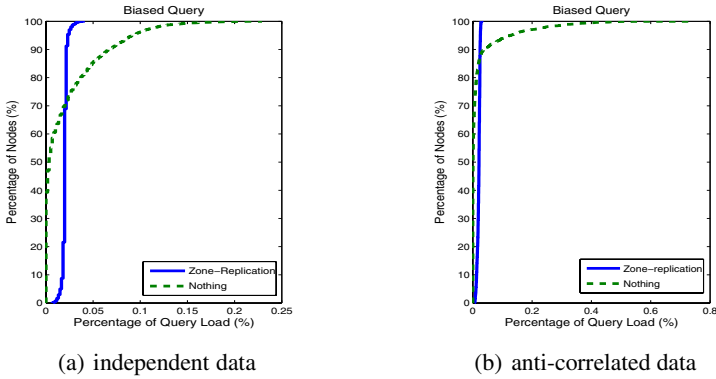 Biased Query
100
90
80
70
60
50
40
30
20
10
0
Percentage of Nodes (%)
Zone-Replication
Nothing
0 0.05 0.1 0.15 0.2 0.25
Percentage of Query Load (%)
(a) independent data
Biased Query
100
90
80
70
60
50
40
30
20
10
0
Percentage of Nodes (%)
Zone-replication
Nothing
0 0.2 0.4 0.6 0.8
Percentage of Query Load (%)
(b) anti-correlated data